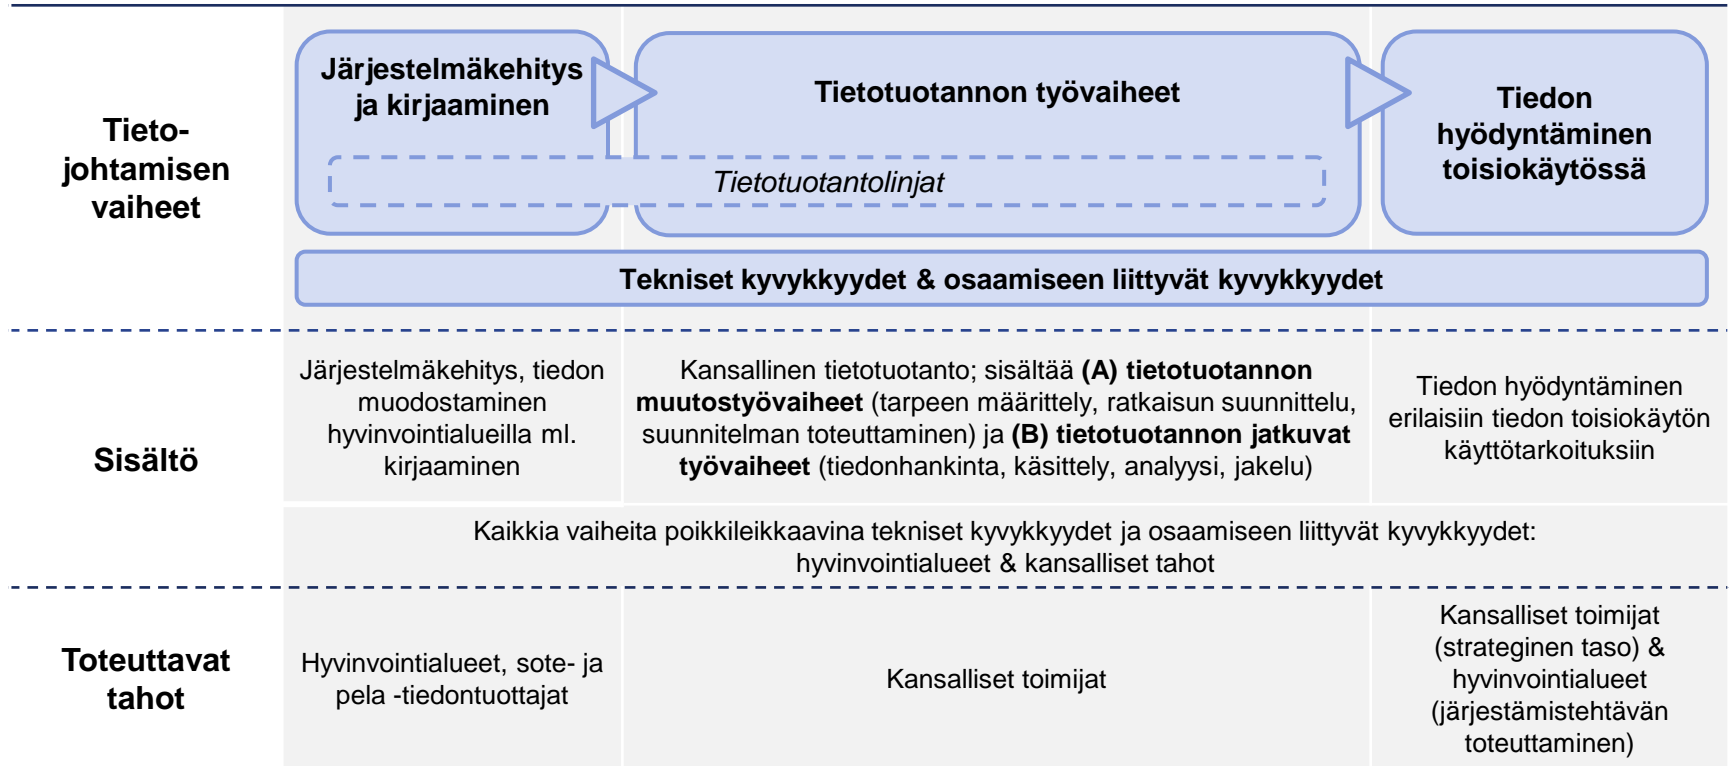 Tieto-
johtamisen
vaiheet
Järjestelmäkehitys
ja kirjaaminen
Tietotuotannon työvaiheet
Tiedon
hyödyntäminen
toisiokäytössä
Tietotuotantolinjat
Tekniset kyvykkyydet & osaamiseen liittyvät kyvykkyydet
Sisältö
Järjestelmäkehitys, tiedon
muodostaminen
hyvinvointialueilla ml.
kirjaaminen
Kansallinen tietotuotanto; sisältää (A) tietotuotannon
muutostyövaiheet (tarpeen määrittely, ratkaisun suunnittelu,
suunnitelman toteuttaminen) ja (B) tietotuotannon jatkuvat
työvaiheet (tiedonhankinta, käsittely, analyysi, jakelu)
Tiedon hyödyntäminen
erilaisiin tiedon toisiokäytön
käyttötarkoituksiin
Kaikkia vaiheita poikkileikkaavina tekniset kyvykkyydet ja osaamiseen liittyvät kyvykkyydet:
hyvinvointialueet & kansalliset tahot
Toteuttavat
tahot
Hyvinvointialueet, sote- ja
pela -tiedontuottajat
Kansalliset toimijat
Kansalliset toimijat
(strateginen taso) &
hyvinvointialueet
(järjestämistehtävän
toteuttaminen)